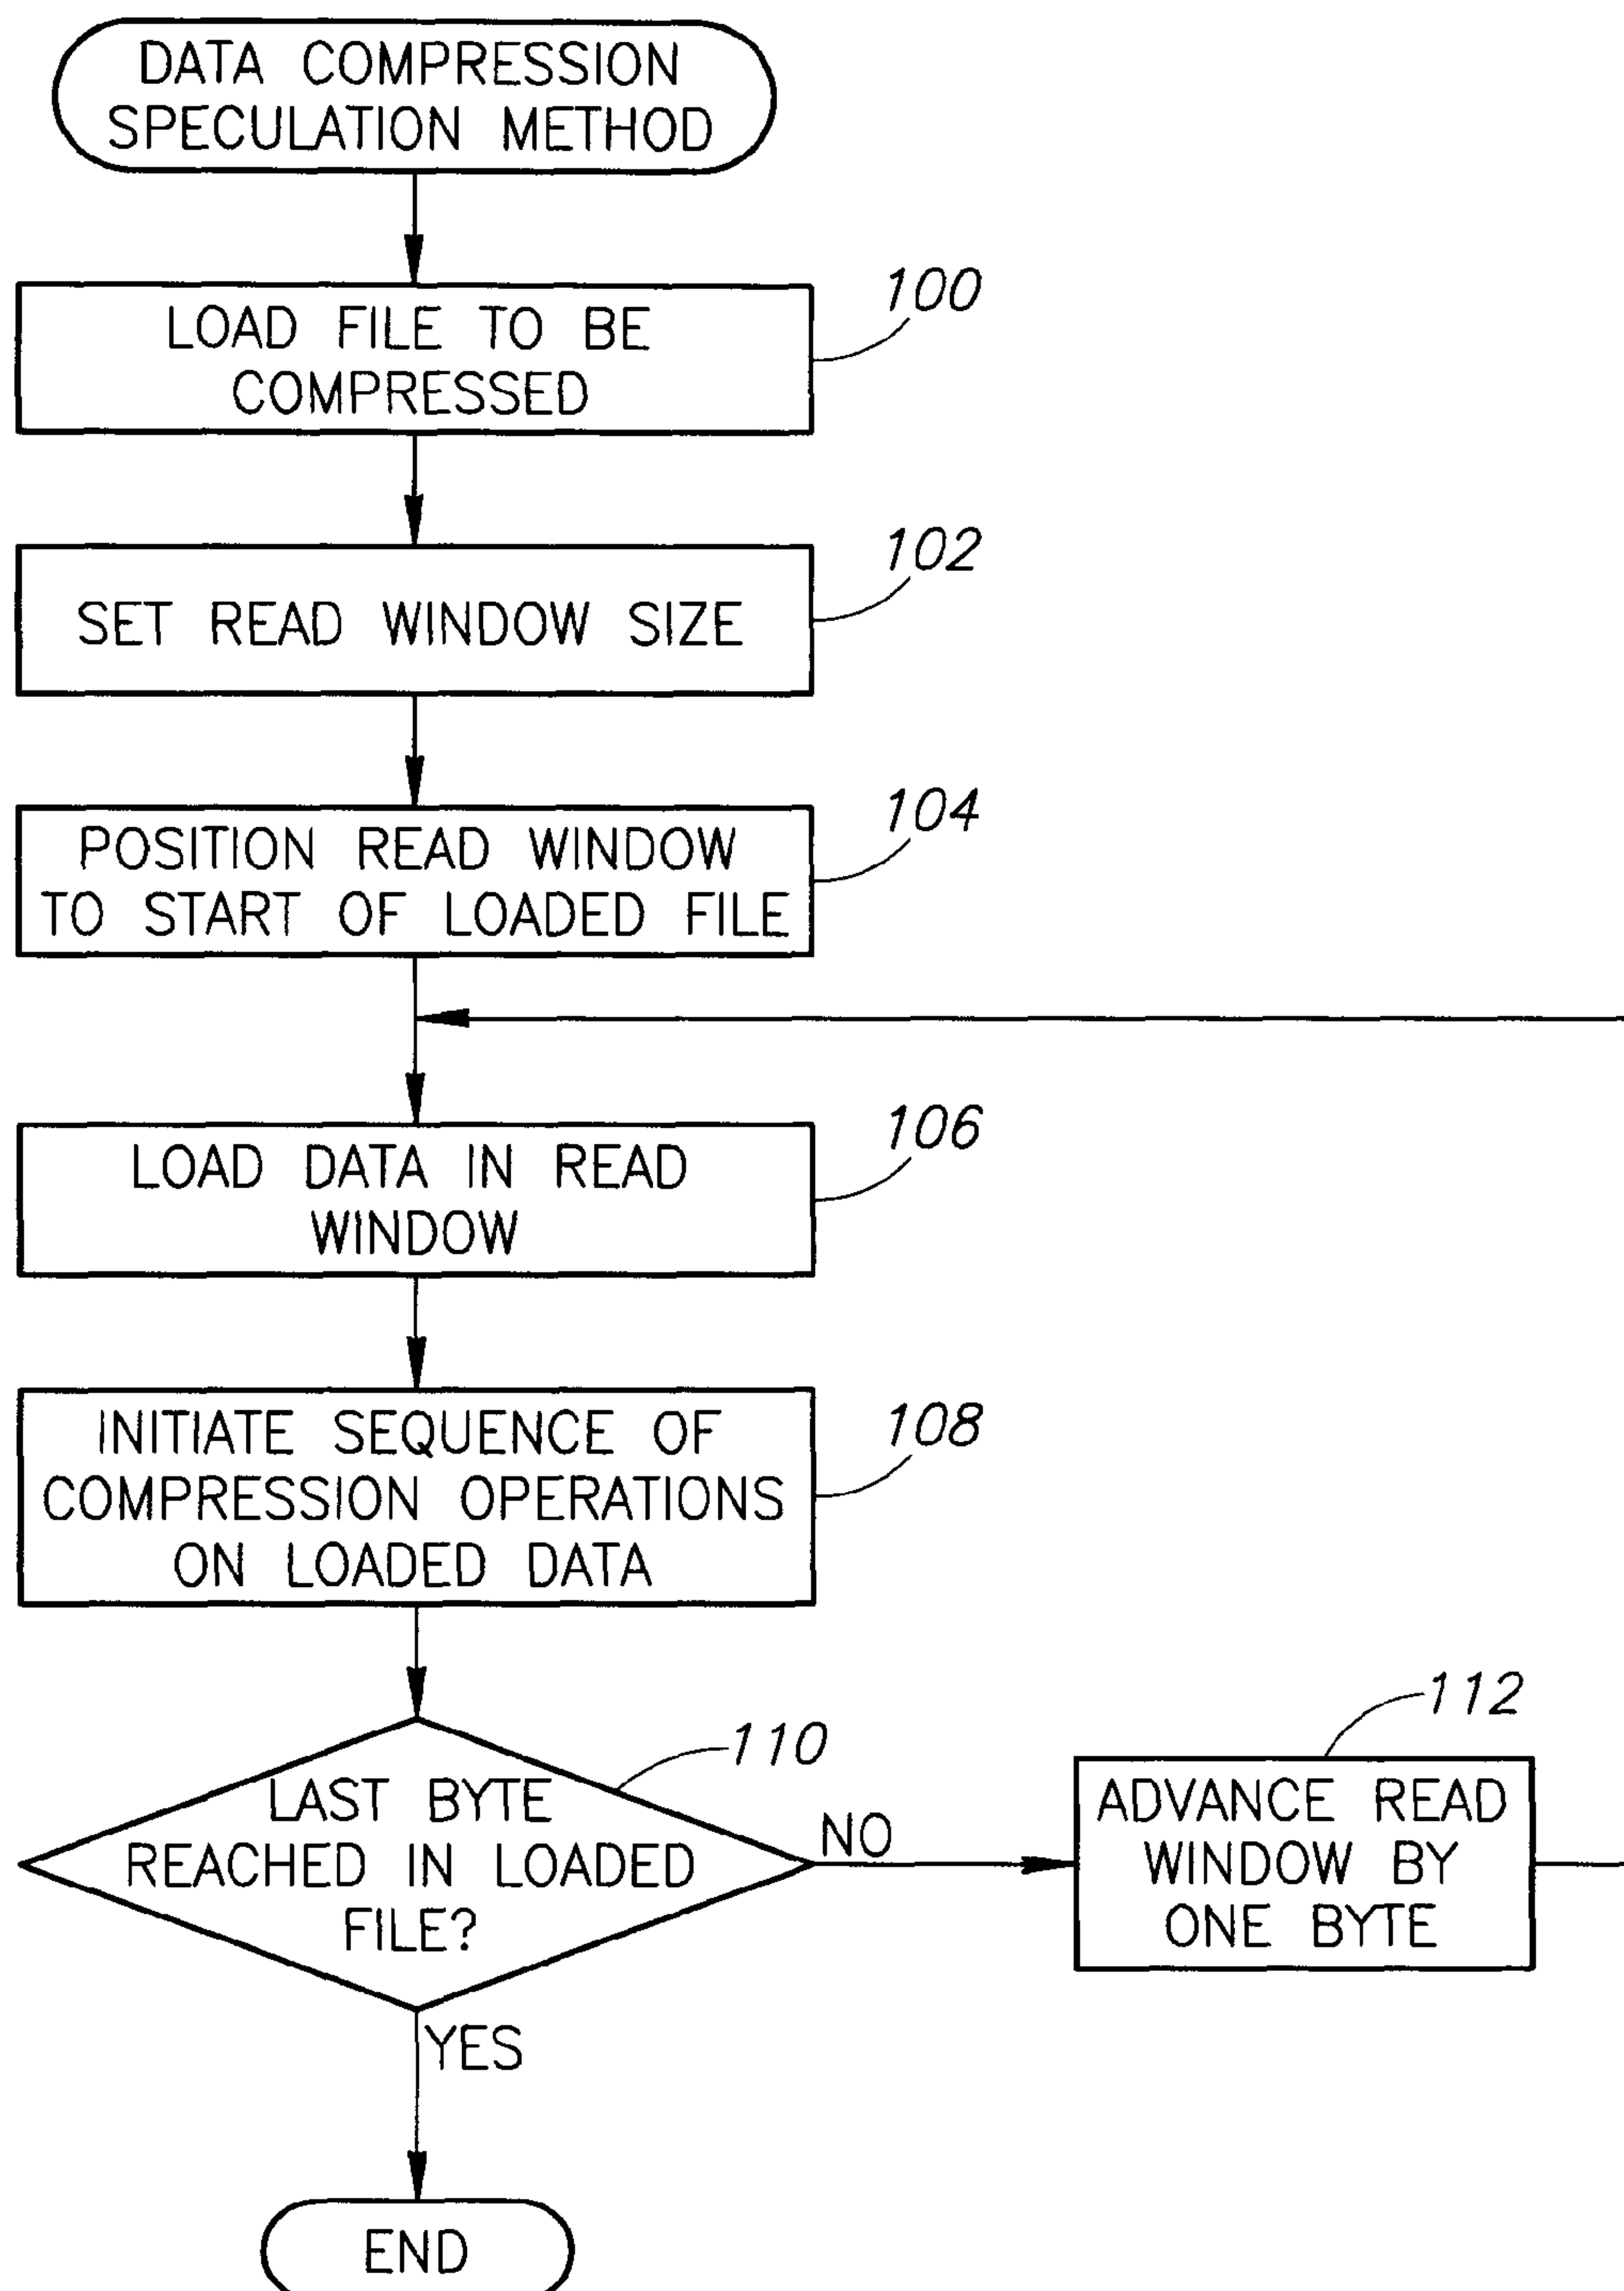 DATA COMPRESSION
SPECULATION METHOD
100
LOAD FILE TO BE
COMPRESSED
102
SET READ WINDOW SIZE
104
POSITION READ WINDOW
TO START OF LOADED FILE
106
LOAD DATA IN READ
WINDOW
108
INITIATE SEQUENCE OF
COMPRESSION OPERATIONS
ON LOADED DATA
110
LAST BYTE
REACHED IN LOADED
FILE?
NO
112
ADVANCE READ
WINDOW BY
ONE BYTE
YES
END